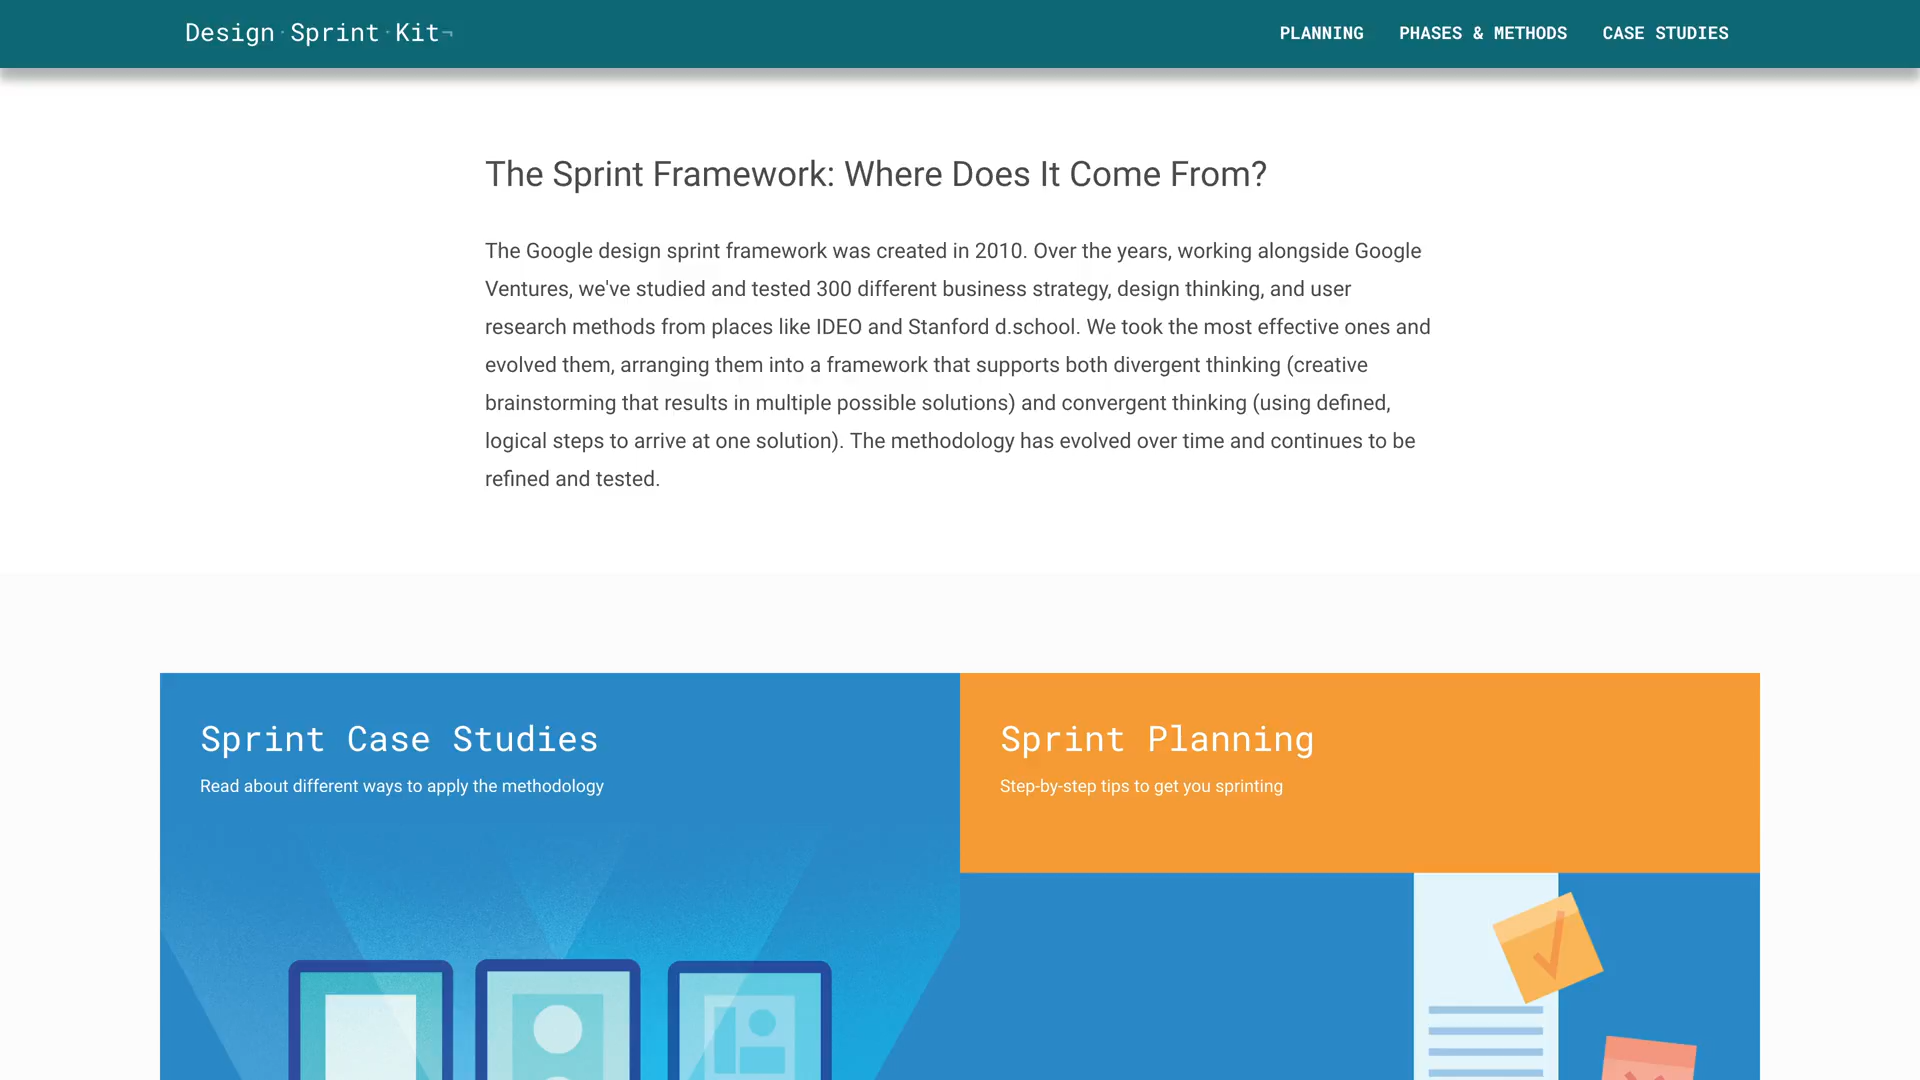 Design·Sprint·Kit¬
PLANNING
PHASES & METHODS
CASE STUDIES
The Sprint Framework: Where Does It Come From?
The Google design sprint framework was created in 2010. Over the years, working alongside Google
Ventures, we've studied and tested 300 different business strategy, design thinking, and user
research methods from places like IDEO and Stanford d.school. We took the most effective ones and
evolved them, arranging them into a framework that supports both divergent thinking (creative
brainstorming that results in multiple possible solutions) and convergent thinking (using defined,
logical steps to arrive at one solution). The methodology has evolved over time and continues to be
refined and tested.
Sprint Case Studies
Read about different ways to apply the methodology
Sprint Planning
Step-by-step tips to get you sprinting